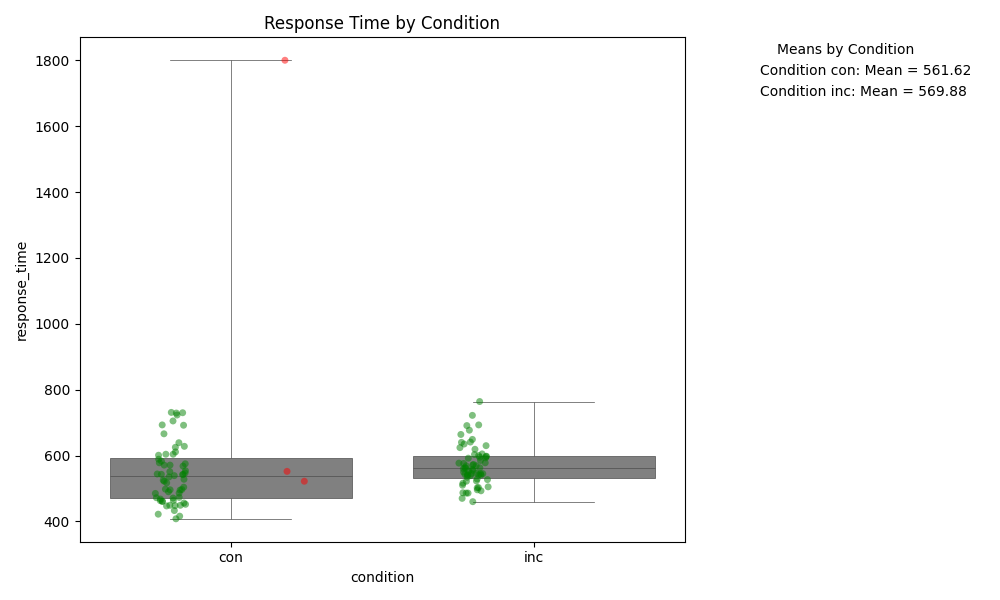 Response Time by Condition
Means by Condition
Condition con: Mean = 561.62
Condition inc: Mean = 569.88
1800
1600
1400
1200
1000
800
600
400
response_time
con
inc
condition